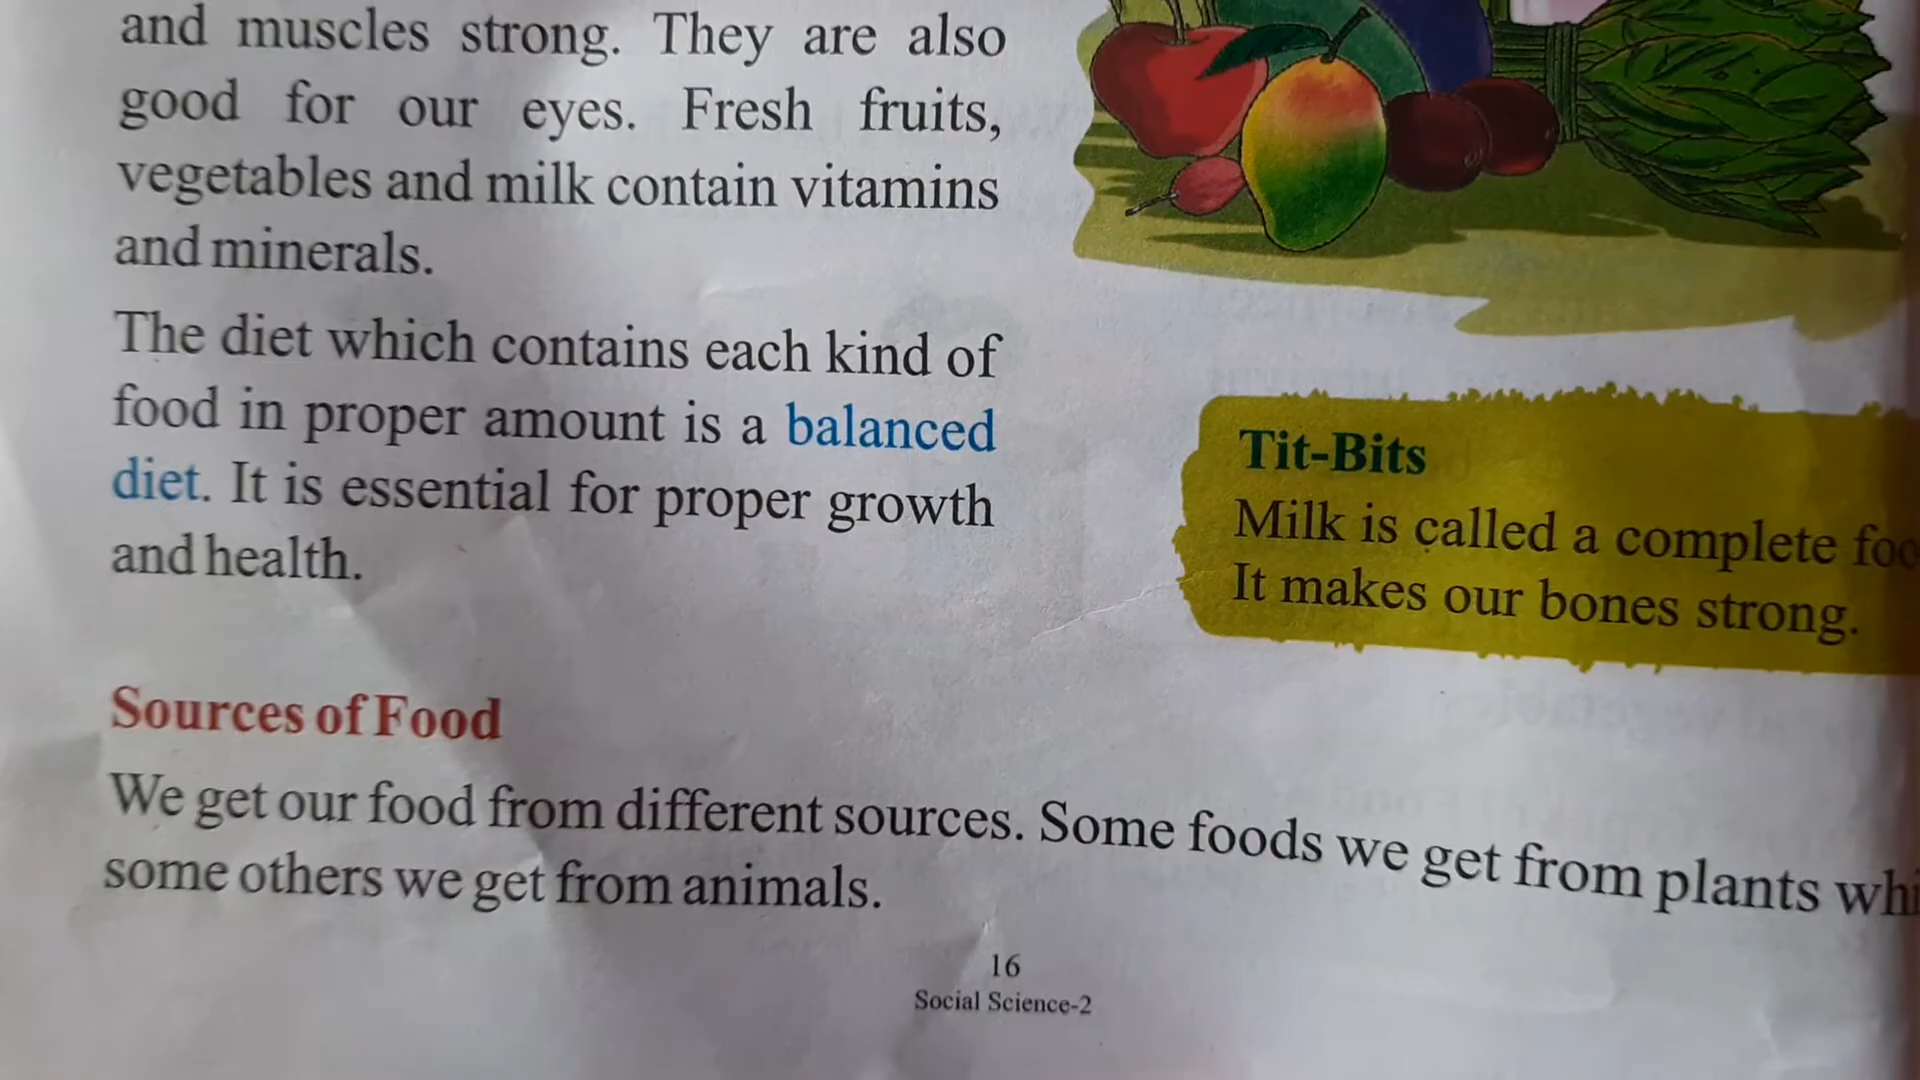 and muscles strong. They are also
good for our eyes. Fresh fruits,
vegetables and milk contain vitamins
and minerals.
The diet which contains each kind of
food in proper amount is a balanced
diet. It is essential for proper growth
and health.
Tit-Bits
Milk is called a complete
It makes our bones strong.
Sources of Food
We get our food from different sources. Some foods we get from plants
some others we get from animals.
16
Social Science-2